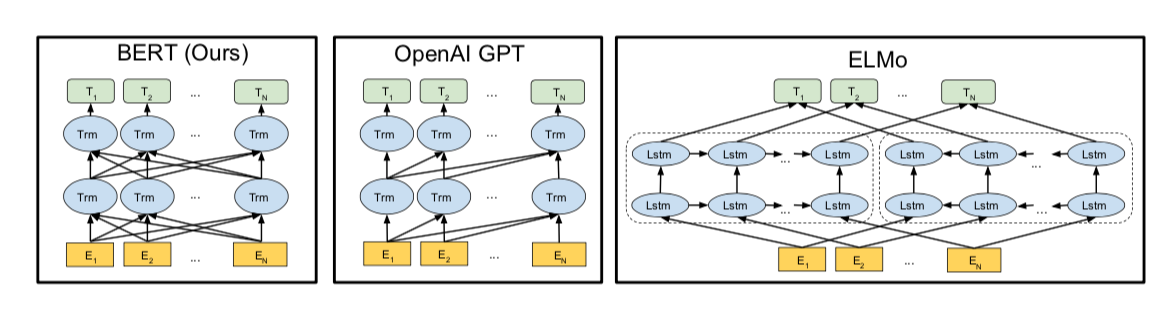 BERT (Ours)
T1 T2 ... TN
Trm Trm ... Trm
Trm Trm ... Trm
E1 E2 ... EN
OpenAI GPT
T1 T2 ... TN
Trm Trm ... Trm
Trm Trm ... Trm
E1 E2 ... EN
ELMo
T1 T2 ... TN
Lstm Lstm ... Lstm Lstm Lstm ... Lstm
Lstm Lstm ... Lstm Lstm Lstm ... Lstm
E1 E2 ... EN